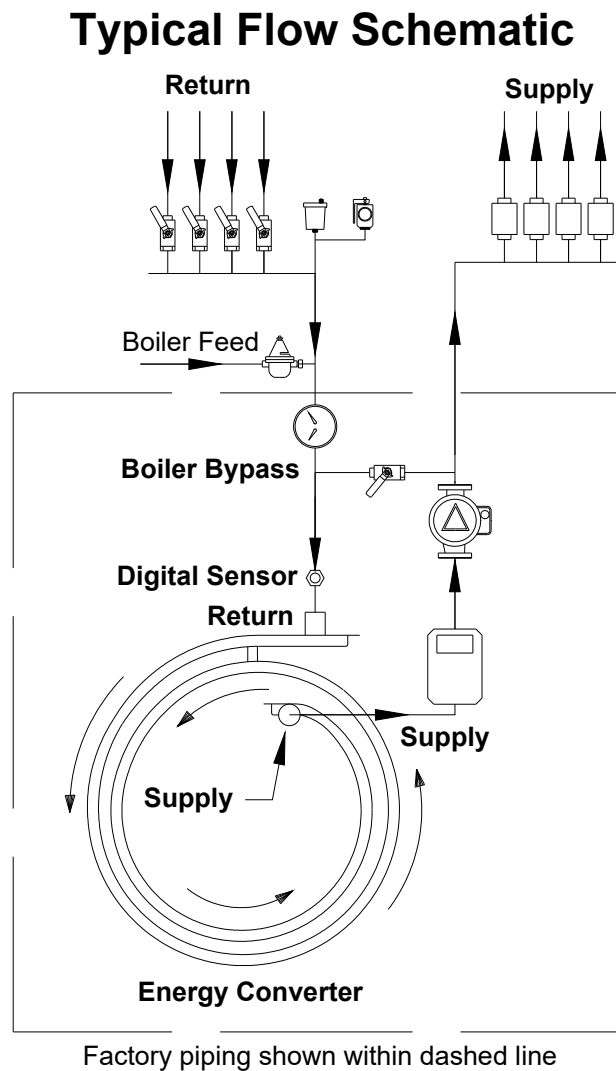 Typical Flow Schematic
Return
Supply
Boiler Feed
Boiler Bypass
Digital Sensor
Return
Supply
Supply
Energy Converter
Factory piping shown within dashed line